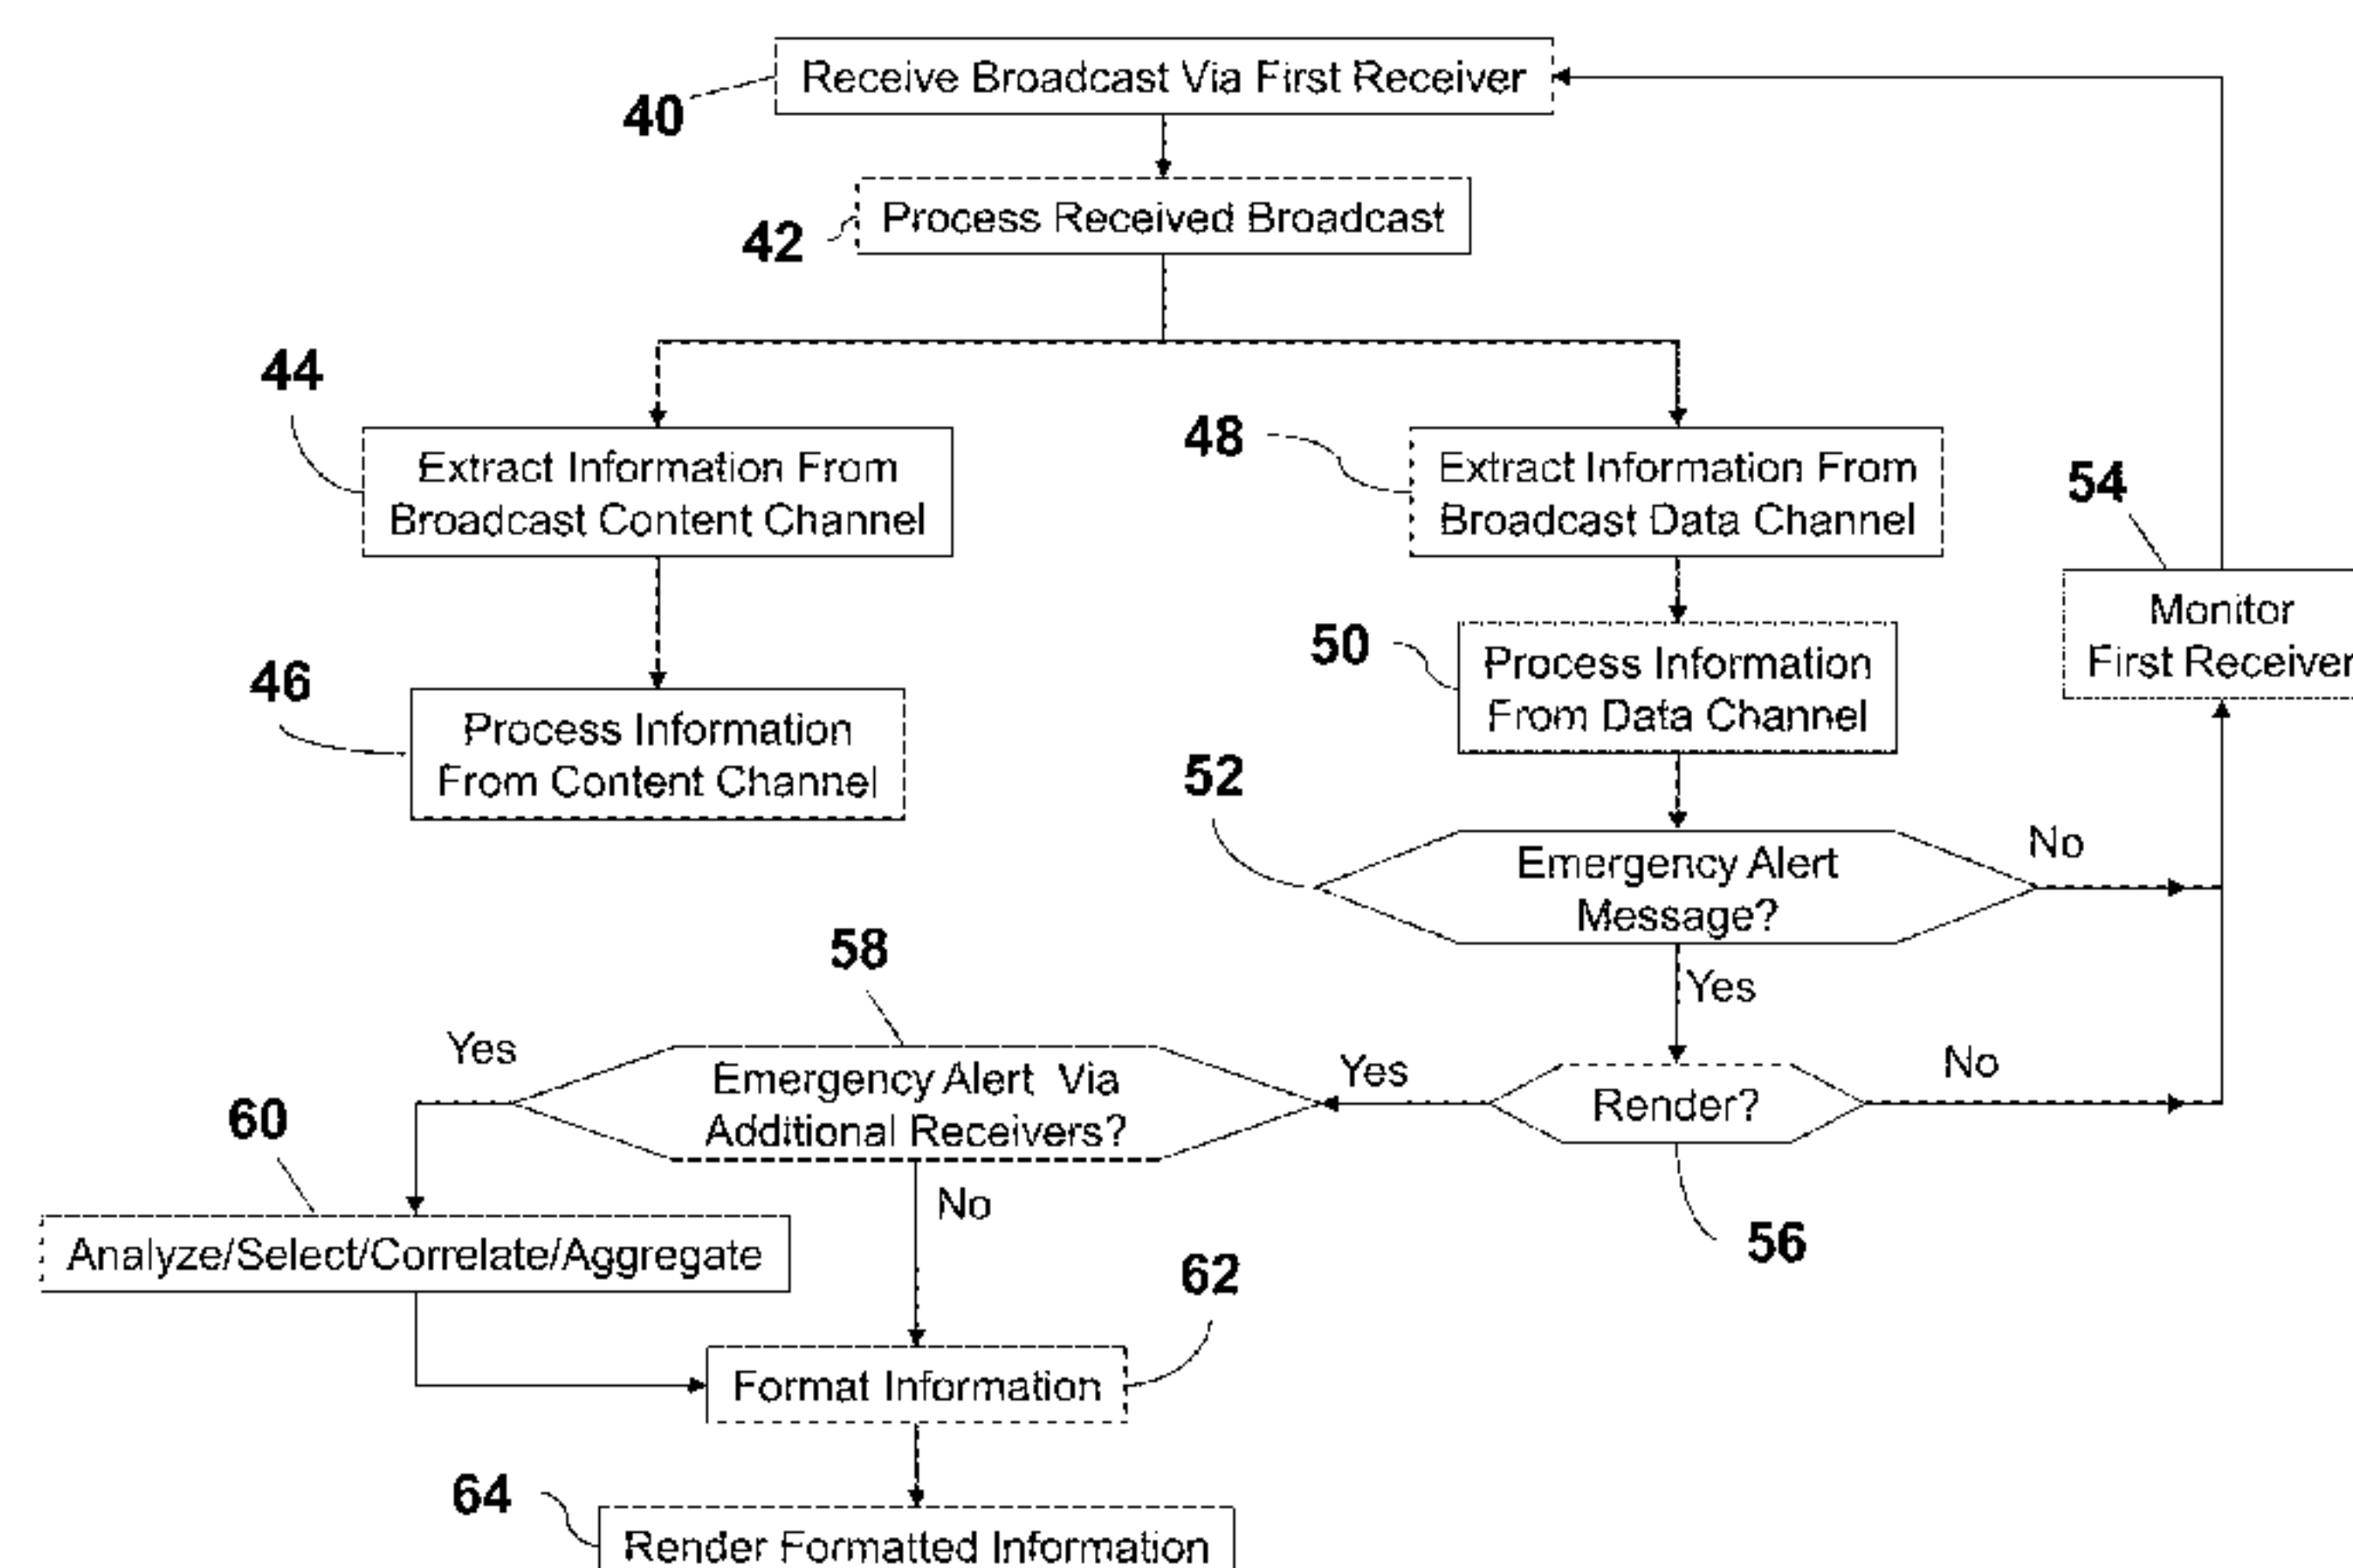 Receive Broadcast Via First Receiver
40
Process Received Broadcast
42
44
Extract Information From
Broadcast Content Channel
48
Extract Information From
Broadcast Data Channel
54
Monitor
First Receiver
46
Process Information
From Content Channel
50
Process Information
From Data Channel
52
Emergency Alert
Message?
No
Yes
58
Yes
Emergency Alert Via
Additional Receivers?
Yes
Render?
No
60
No
56
Analyze/Select/Correlate/Aggregate
62
Format Information
64
Render Formatted Information